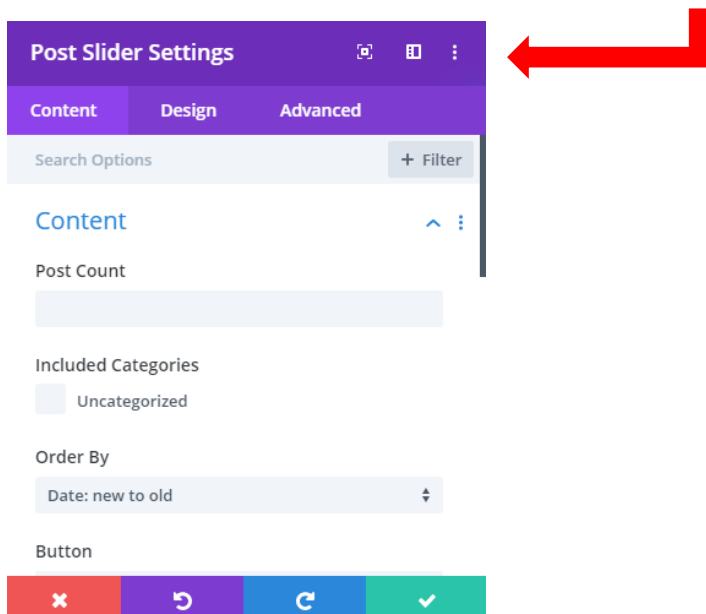 Post Slider Settings
Content Design Advanced
Search Options + Filter
Content
Post Count
Included Categories
Uncategorized
Order By
Date: new to old
Button